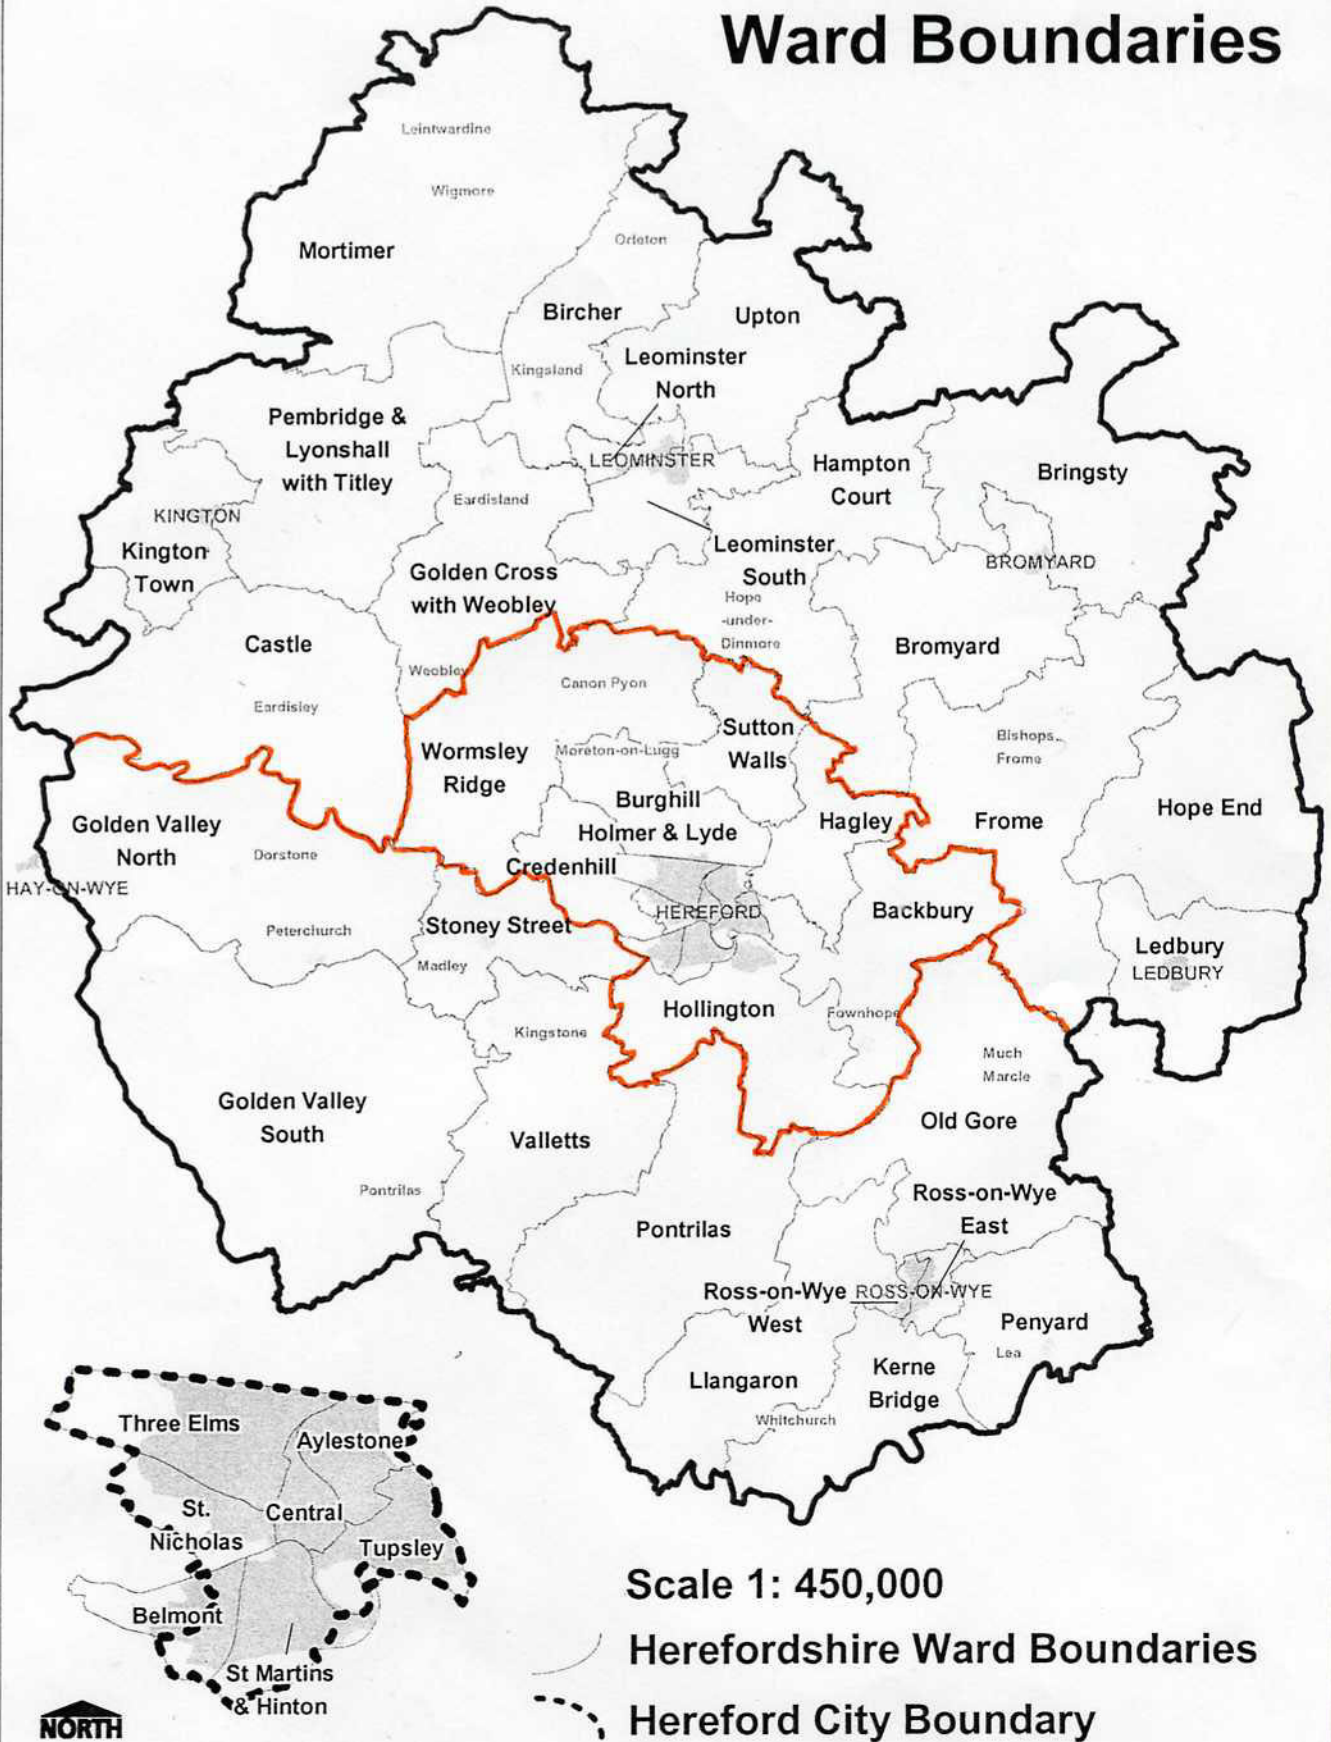 Ward Boundaries
Leintwardine
Wigmore
Mortimer
Orleton
Bircher
Upton
Leominster
North
Kingsland
Pembridge &
Lyonshall
with Titley
LEOMINSTER
Hampton
Court
Bringsty
Eardisland
KINGTON
Kington
Town
Leominster
South
BROMYARD
Golden Cross
with Weobley
Hope
-under-
Dinmore
Castle
Bromyard
Weobley
Canon Pyon
Eardisley
Sutton
Walls
Wormsley
Ridge
Moreton-on-Lugg
Bishops
Frome
Burghill
Holmer & Lyde
Hagley
Frome
Hope End
Golden Valley
North
Dorstone
Credenhill
HAY-ON-WYE
HEREFORD
Backbury
Stoney Street
Peterchurch
Madley
Ledbury
LEDBURY
Hollington
Fownhope
Kingstone
Much
Marcle
Golden Valley
South
Old Gore
Valletts
Pontrilas
Ross-on-Wye
East
Pontrilas
Ross-on-Wye
West
ROSS-ON-WYE
Penyard
Lea
Llangaron
Kerne
Bridge
Whitchurch
Three Elms
Aylestone
St.
Nicholas
Central
Tupsley
Belmont
St Martins
& Hinton
NORTH
Scale 1: 450,000
Herefordshire Ward Boundaries
Hereford City Boundary